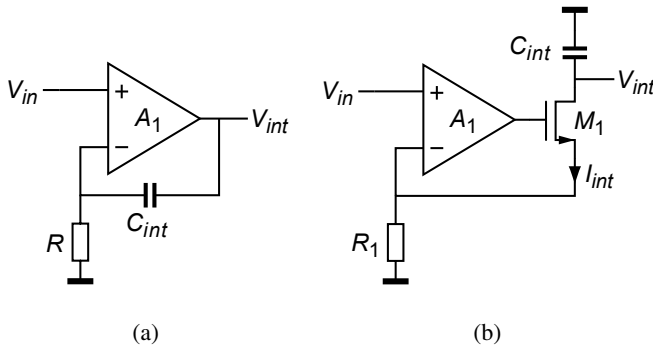 V_in
+
A_1
−
V_int
C_int
R
(a)
C_int
V_int
V_in
+
A_1
−
M_1
I_int
R_1
(b)